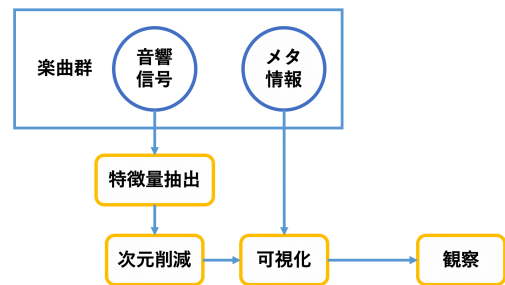 楽曲群
音響
信号
メタ
情報
特徴量抽出
次元削減
可視化
観察